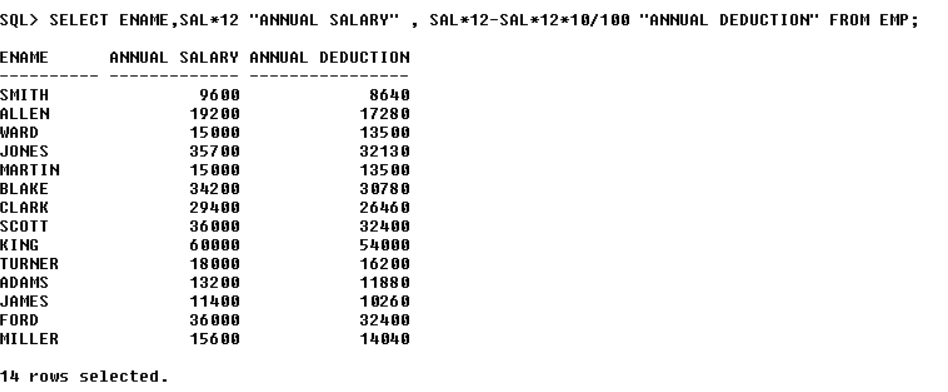 SQL> SELECT ENAME,SAL*12 "ANNUAL SALARY" , SAL*12-SAL*12*10/100 "ANNUAL DEDUCTION" FROM EMP;
ENAME      ANNUAL SALARY ANNUAL DEDUCTION
---------- ------------- ----------------
SMITH               9600             8640
ALLEN              19200            17280
WARD               15000            13500
JONES              35700            32130
MARTIN             15000            13500
BLAKE              34200            30780
CLARK              29400            26460
SCOTT              36000            32400
KING               60000            54000
TURNER             18000            16200
ADAMS              13200            11880
JAMES              11400            10260
FORD               36000            32400
MILLER             15600            14040
14 rows selected.